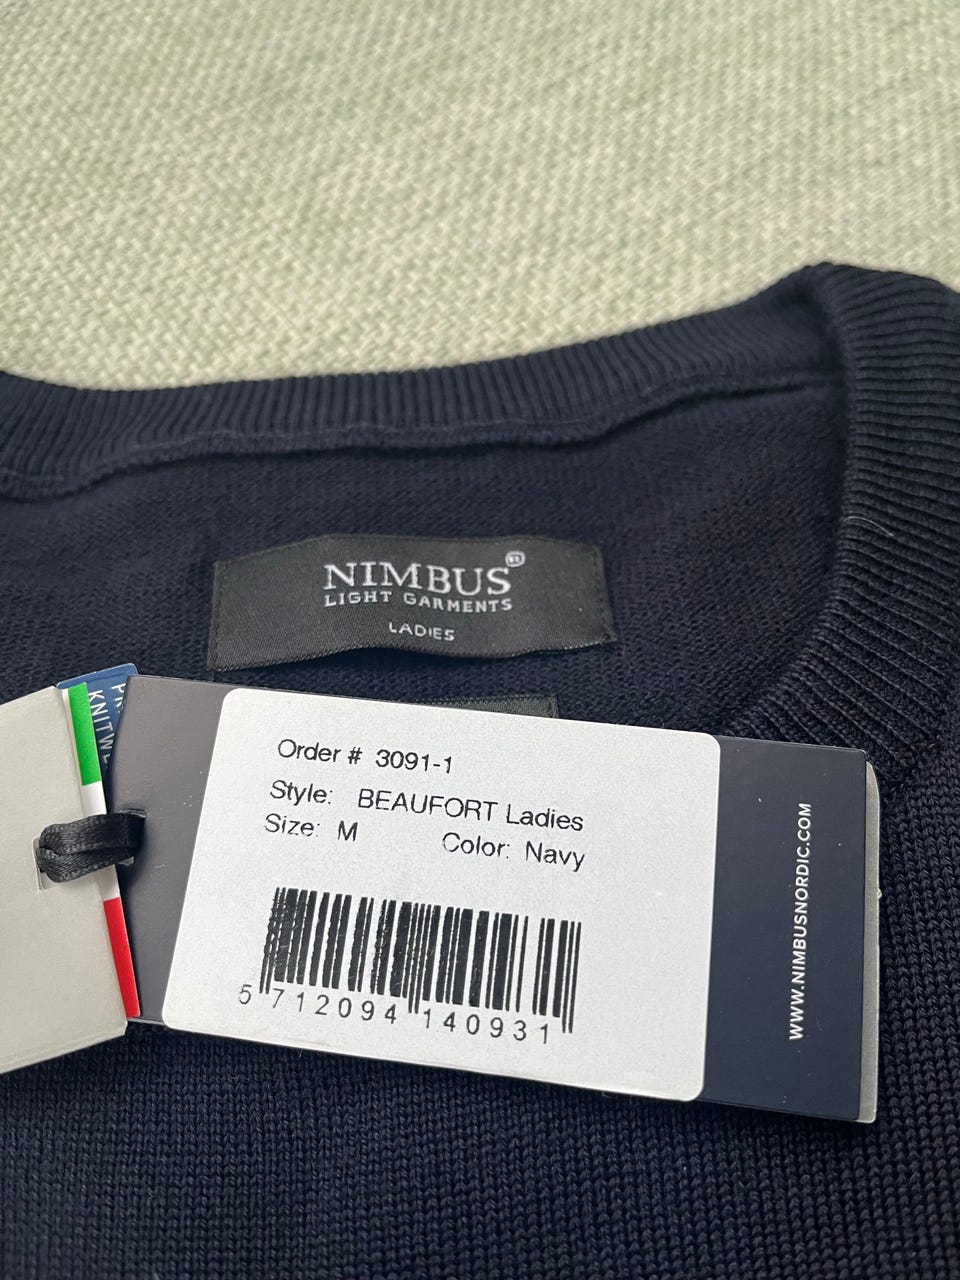 NIMBUS®
LIGHT GARMENTS
LADIES
Order # 3091-1
Style: BEAUFORT Ladies
Size: M Color: Navy
5 712094 140931
WWW.NIMBUSNORDIC.COM